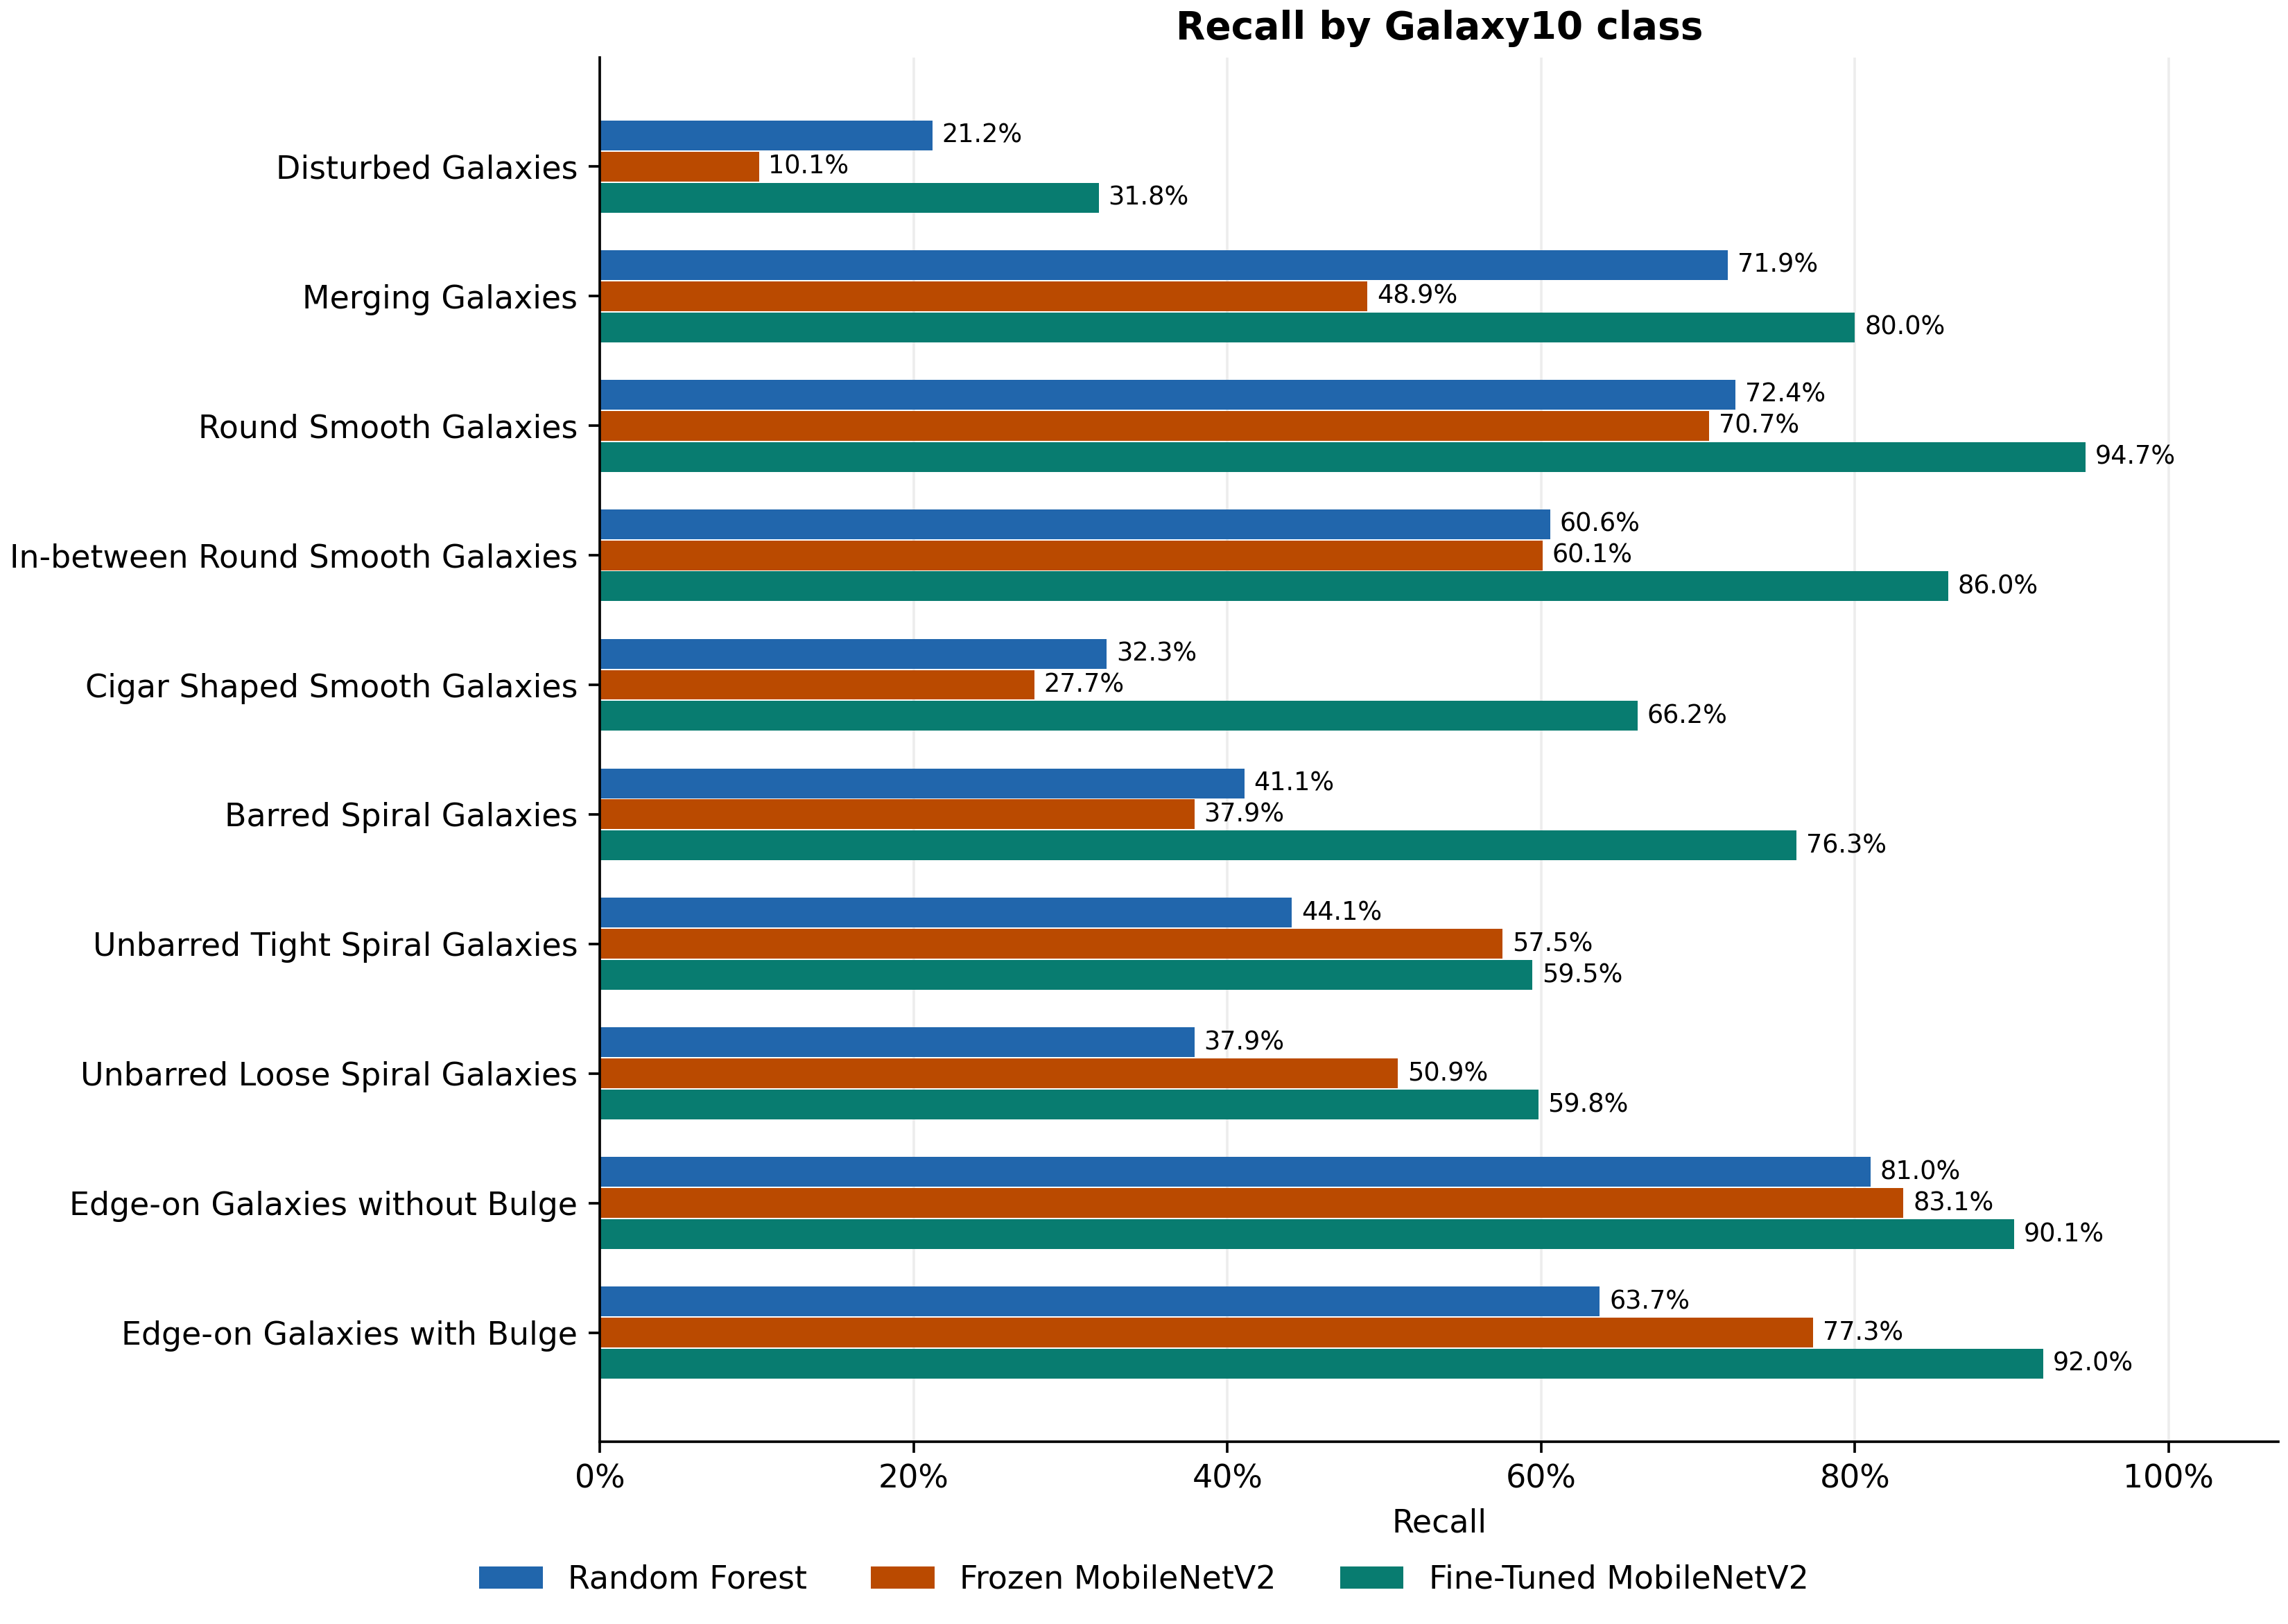 Recall by Galaxy10 class
Disturbed Galaxies
21.2%
10.1%
31.8%
Merging Galaxies
71.9%
48.9%
80.0%
Round Smooth Galaxies
72.4%
70.7%
94.7%
In-between Round Smooth Galaxies
60.6%
60.1%
86.0%
Cigar Shaped Smooth Galaxies
32.3%
27.7%
66.2%
Barred Spiral Galaxies
41.1%
37.9%
76.3%
Unbarred Tight Spiral Galaxies
44.1%
57.5%
59.5%
Unbarred Loose Spiral Galaxies
37.9%
50.9%
59.8%
Edge-on Galaxies without Bulge
81.0%
83.1%
90.1%
Edge-on Galaxies with Bulge
63.7%
77.3%
92.0%
0% 20% 40% 60% 80% 100%
Recall
Random Forest Frozen MobileNetV2 Fine-Tuned MobileNetV2